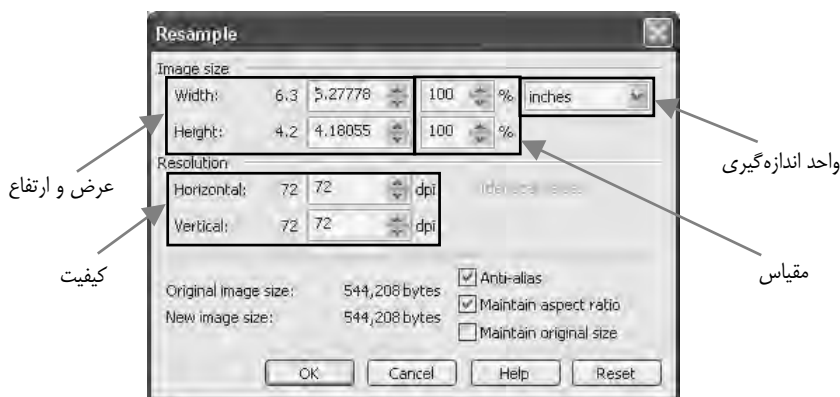 Resample
Image size
Width: 6.3 5.27778 100 % inches
Height: 4.2 4.18055 100 %
Resolution
Horizontal: 72 72 dpi
Vertical: 72 72 dpi
Original image size: 544,208 bytes
New image size: 544,208 bytes
Anti-alias
Maintain aspect ratio
Maintain original size
OK Cancel Help Reset
واحد اندازه‌گیری
عرض و ارتفاع
مقیاس
کیفیت